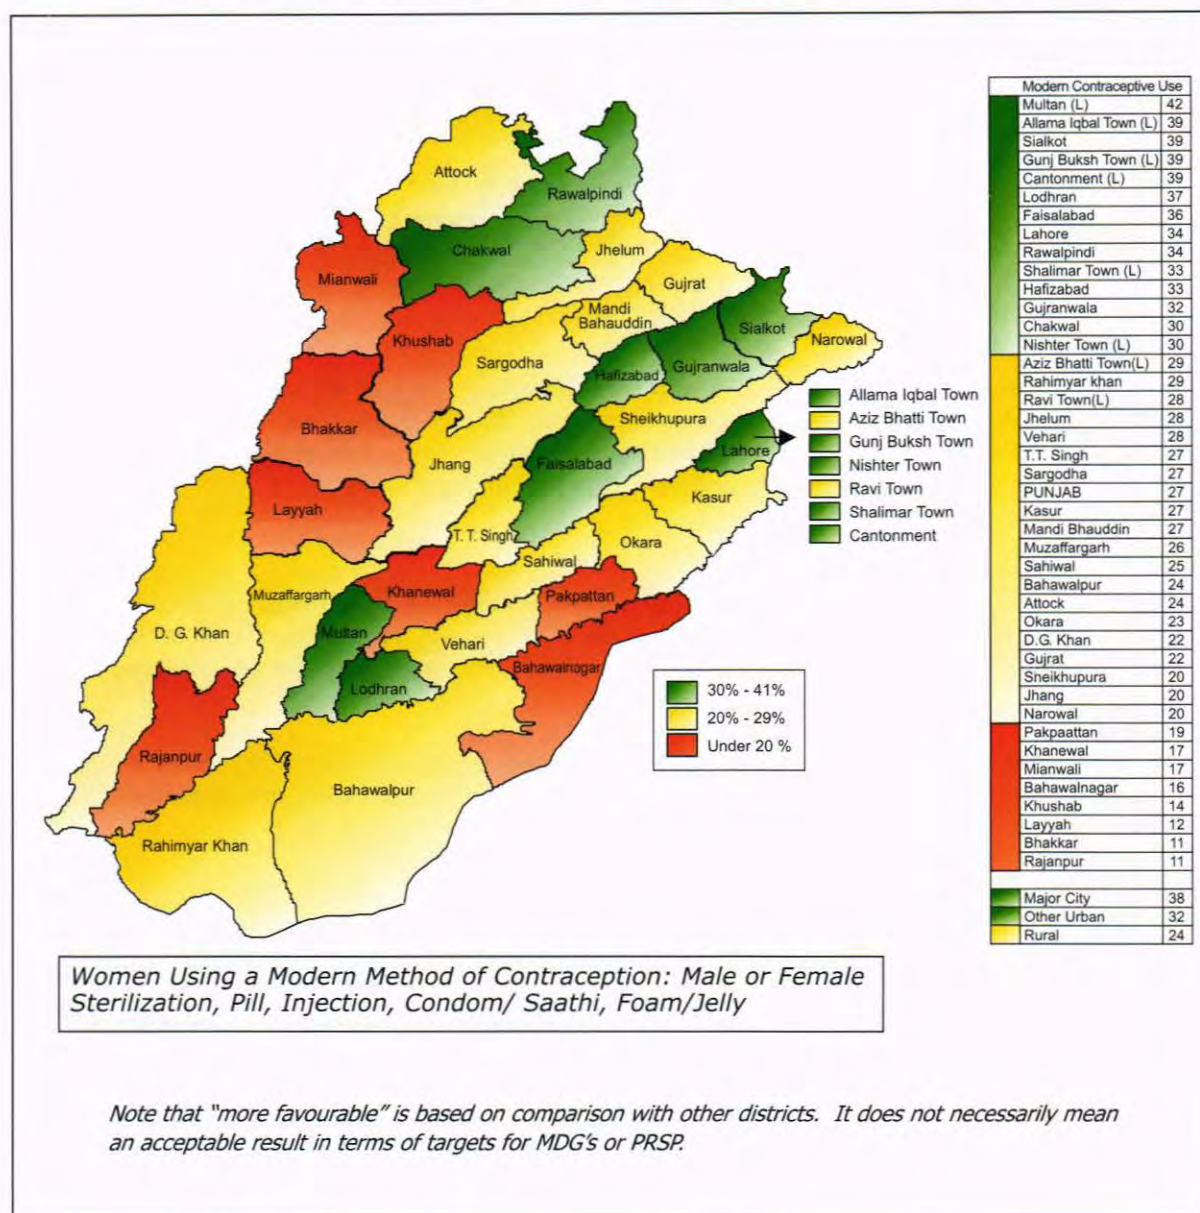 Modern Contraceptive Use
Multan (L) 42
Allama Iqbal Town (L) 39
Sialkot 39
Gunj Buksh Town (L) 39
Cantonment (L) 39
Lodhran 37
Faisalabad 36
Lahore 34
Rawalpindi 34
Shalimar Town (L) 33
Hafizabad 33
Gujranwala 32
Chakwal 30
Nishter Town (L) 30
Aziz Bhatti Town(L) 29
Rahimyar khan 29
Ravi Town(L) 28
Jhelum 28
Vehari 28
T.T. Singh 27
Sargodha 27
PUNJAB 27
Kasur 27
Mandi Bhauddin 27
Muzaffargarh 26
Sahiwal 25
Bahawalpur 24
Attock 24
Okara 23
D.G. Khan 22
Gujrat 22
Sheikhupura 20
Jhang 20
Narowal 20
Pakpaattan 19
Khanewal 17
Mianwali 17
Bahawalnagar 16
Khushab 14
Layyah 12
Bhakkar 11
Rajanpur 11
Major City 38
Other Urban 32
Rural 24
Attock
Rawalpindi
Chakwal
Jhelum
Mianwali
Gujrat
Mandi
Bahauddin
Khushab
Sialkot
Narowal
Sargodha
Gujranwala
Hafizabad
Sheikhupura
Bhakkar
Lahore
Jhang
Faisalabad
Kasur
Layyah
T. T. Singh
Okara
Sahiwal
Muzaffargarh
Khanewal
Pakpattan
D. G. Khan
Multan
Vehari
Bahawalnagar
Lodhran
Rajanpur
Bahawalpur
Rahimyar Khan
Allama Iqbal Town
Aziz Bhatti Town
Gunj Buksh Town
Nishter Town
Ravi Town
Shalimar Town
Cantonment
30% - 41%
20% - 29%
Under 20 %
Women Using a Modern Method of Contraception: Male or Female
Sterilization, Pill, Injection, Condom/ Saathi, Foam/Jelly
Note that "more favourable" is based on comparison with other districts. It does not necessarily mean
an acceptable result in terms of targets for MDG's or PRSP.